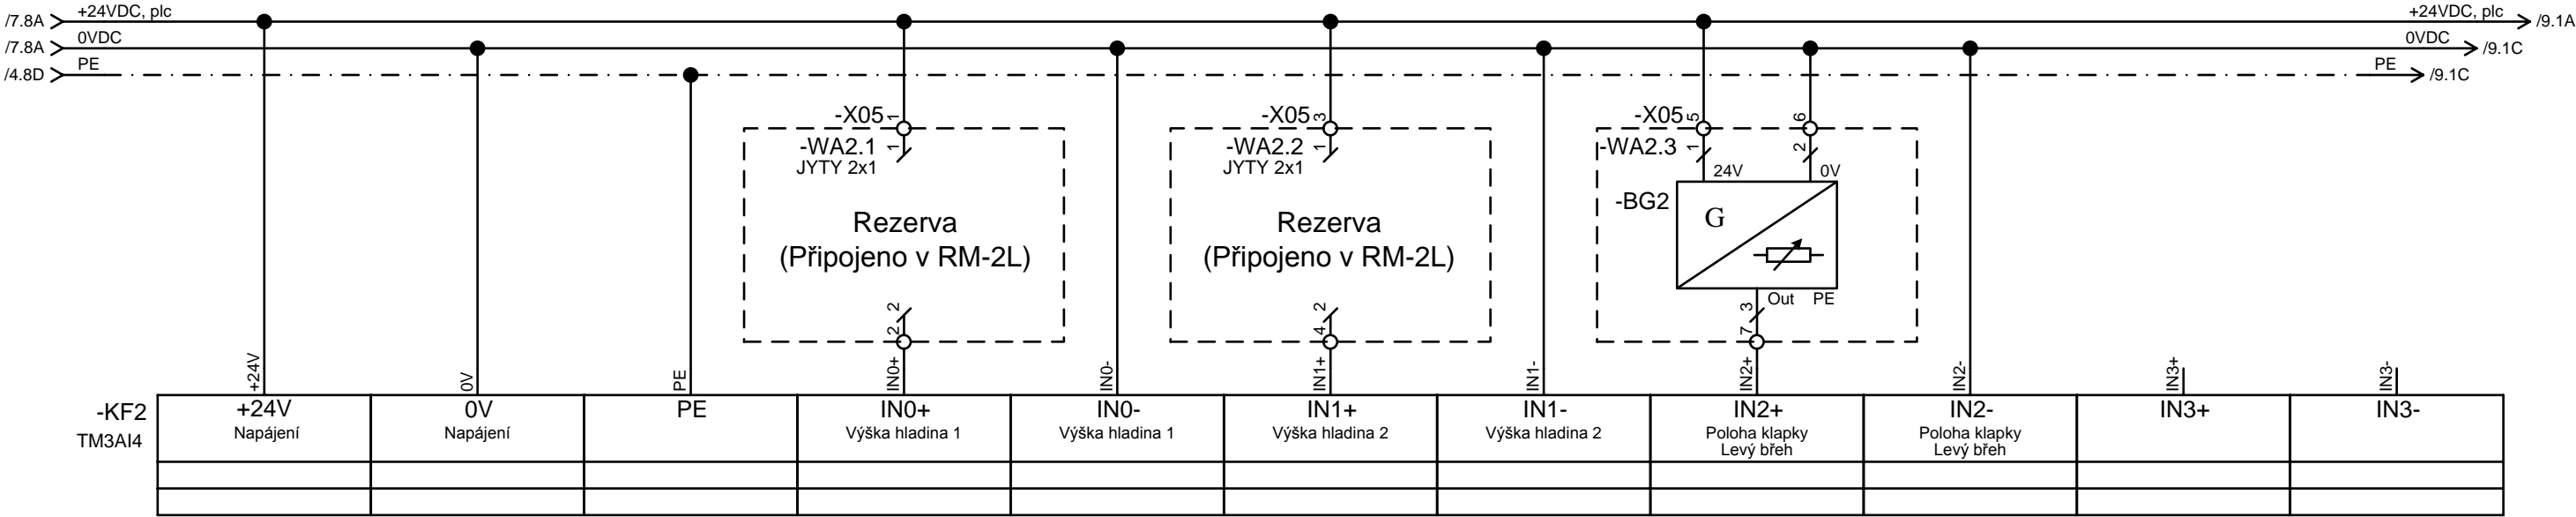 /7.8A +24VDC, plc +24VDC, plc /9.1A
/7.8A 0VDC 0VDC /9.1C
/4.8D PE PE /9.1C
-X05 1 -X05 3 -X05 5 6
-WA2.1 1 -WA2.2 1 -WA2.3 1 2
JYTY 2x1 JYTY 2x1 24V 0V
-BG2
Rezerva Rezerva G
(Připojeno v RM-2L) (Připojeno v RM-2L)
Out PE
2 2 3
2 4 7
+24V 0V PE IN0+ IN0- IN1+ IN1- IN2+ IN2- IN3+ IN3-
-KF2 +24V 0V PE IN0+ IN0- IN1+ IN1- IN2+ IN2- IN3+ IN3-
TM3AI4 Napájení Napájení Výška hladina 1 Výška hladina 1 Výška hladina 2 Výška hladina 2 Poloha klapky Poloha klapky
Levý břeh Levý břeh